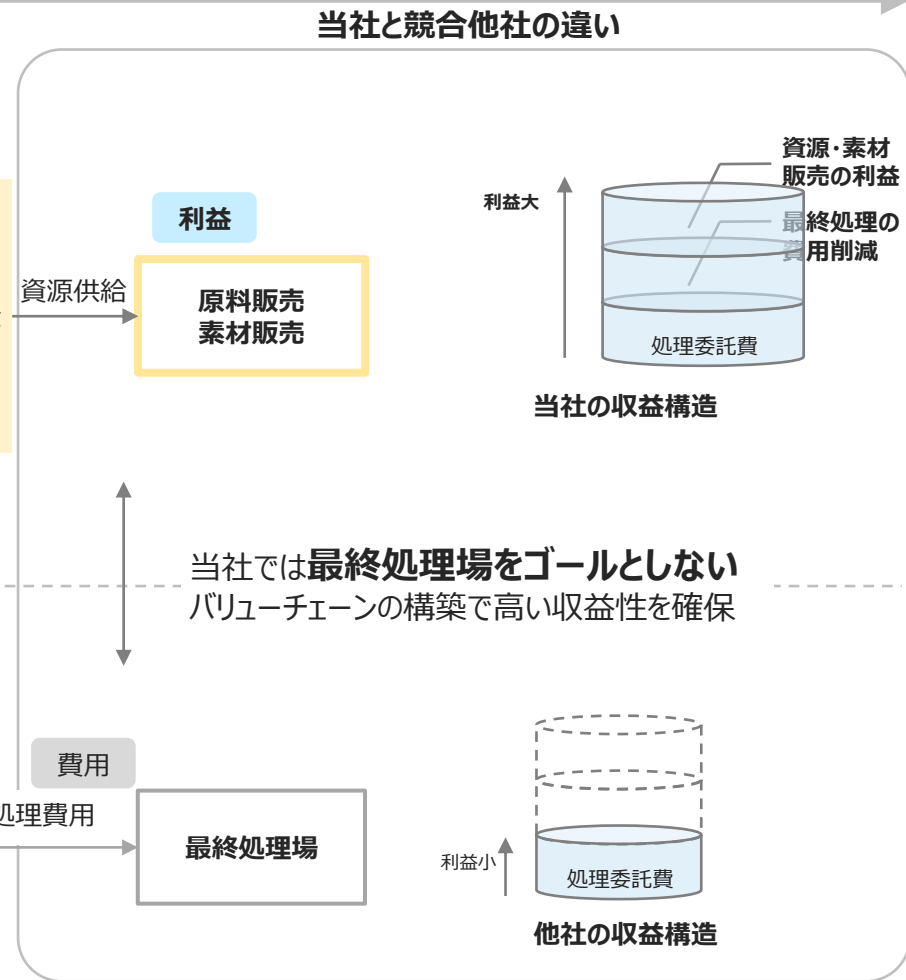 当社と競合他社の違い
資源・素材
販売の利益
利益大
利益
最終処理の
費用削減
資源供給
原料販売
素材販売
処理委託費
当社の収益構造
当社では最終処理場をゴールとしない
バリューチェーンの構築で高い収益性を確保
費用
処理費用
最終処理場
利益小
処理委託費
他社の収益構造